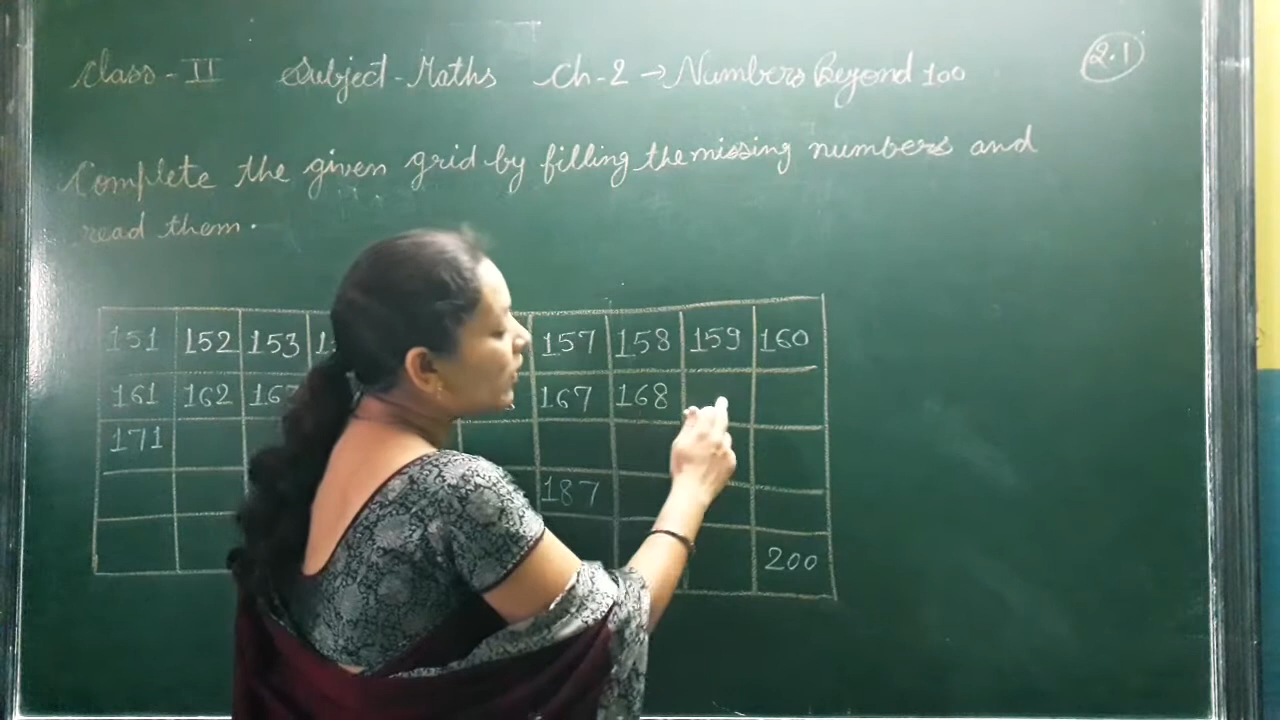 Class - II Subject - Maths Ch-2 → Numbers Beyond 100 2.1
Complete the given grid by filling the missing numbers and
read them.
151 152 153 157 158 159 160
161 162 167 168
171
187
200